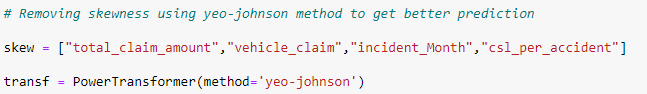 # Removing skewness using yeo-johnson method to get better prediction
skew = ["total_claim_amount","vehicle_claim","incident_Month","csl_per_accident"]
transf = PowerTransformer(method='yeo-johnson')